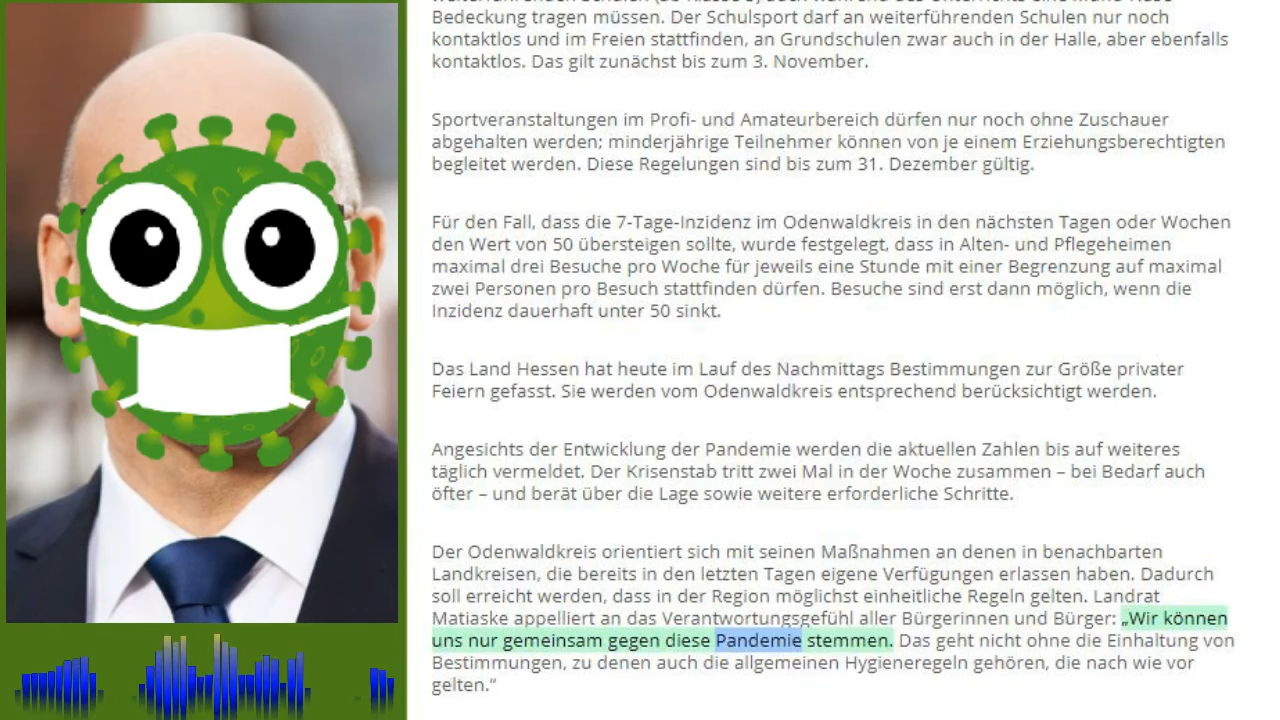 Bedeckung tragen müssen. Der Schulsport darf an weiterführenden Schulen nur noch
kontaktlos und im Freien stattfinden, an Grundschulen zwar auch in der Halle, aber ebenfalls
kontaktlos. Das gilt zunächst bis zum 3. November.
Sportveranstaltungen im Profi- und Amateurbereich dürfen nur noch ohne Zuschauer
abgehalten werden; minderjährige Teilnehmer können von je einem Erziehungsberechtigten
begleitet werden. Diese Regelungen sind bis zum 31. Dezember gültig.
Für den Fall, dass die 7-Tage-Inzidenz im Odenwaldkreis in den nächsten Tagen oder Wochen
den Wert von 50 übersteigen sollte, wurde festgelegt, dass in Alten- und Pflegeheimen
maximal drei Besuche pro Woche für jeweils eine Stunde mit einer Begrenzung auf maximal
zwei Personen pro Besuch stattfinden dürfen. Besuche sind erst dann möglich, wenn die
Inzidenz dauerhaft unter 50 sinkt.
Das Land Hessen hat heute im Lauf des Nachmittags Bestimmungen zur Größe privater
Feiern gefasst. Sie werden vom Odenwaldkreis entsprechend berücksichtigt werden.
Angesichts der Entwicklung der Pandemie werden die aktuellen Zahlen bis auf weiteres
täglich vermeldet. Der Krisenstab tritt zwei Mal in der Woche zusammen – bei Bedarf auch
öfter – und berät über die Lage sowie weitere erforderliche Schritte.
Der Odenwaldkreis orientiert sich mit seinen Maßnahmen an denen in benachbarten
Landkreisen, die bereits in den letzten Tagen eigene Verfügungen erlassen haben. Dadurch
soll erreicht werden, dass in der Region möglichst einheitliche Regeln gelten. Landrat
Matiaske appelliert an das Verantwortungsgefühl aller Bürgerinnen und Bürger: „Wir können
uns nur gemeinsam gegen diese Pandemie stemmen. Das geht nicht ohne die Einhaltung von
Bestimmungen, zu denen auch die allgemeinen Hygieneregeln gehören, die nach wie vor
gelten.“